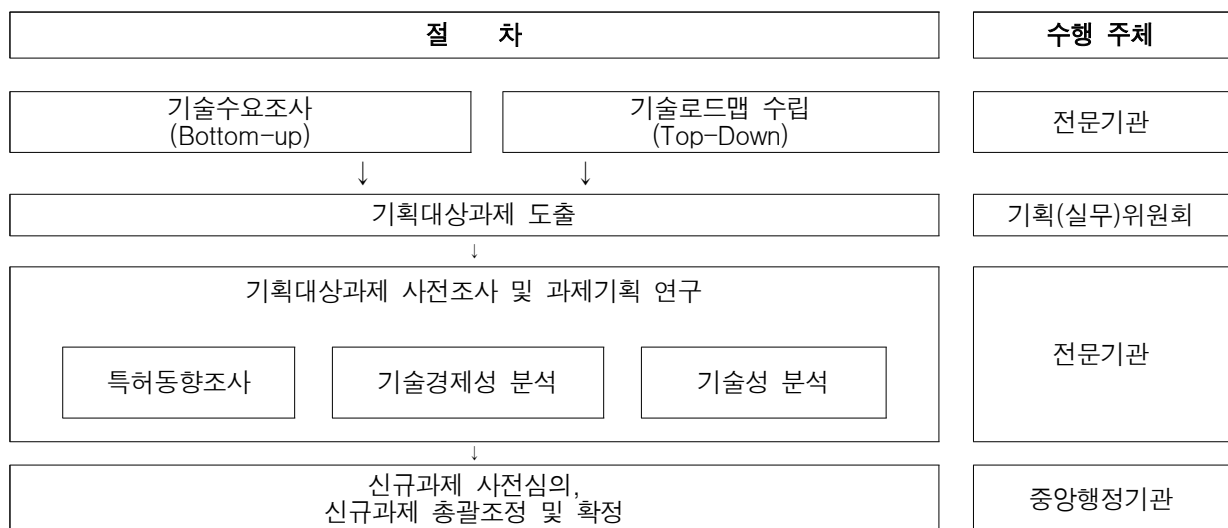 절 차
수행 주체
기술수요조사
(Bottom-up)
기술로드맵 수립
(Top-Down)
전문기관
↓ ↓
기획대상과제 도출
기획(실무)위원회
↓
기획대상과제 사전조사 및 과제기획 연구
특허동향조사
기술경제성 분석
기술성 분석
전문기관
↓
신규과제 사전심의,
신규과제 총괄조정 및 확정
중앙행정기관